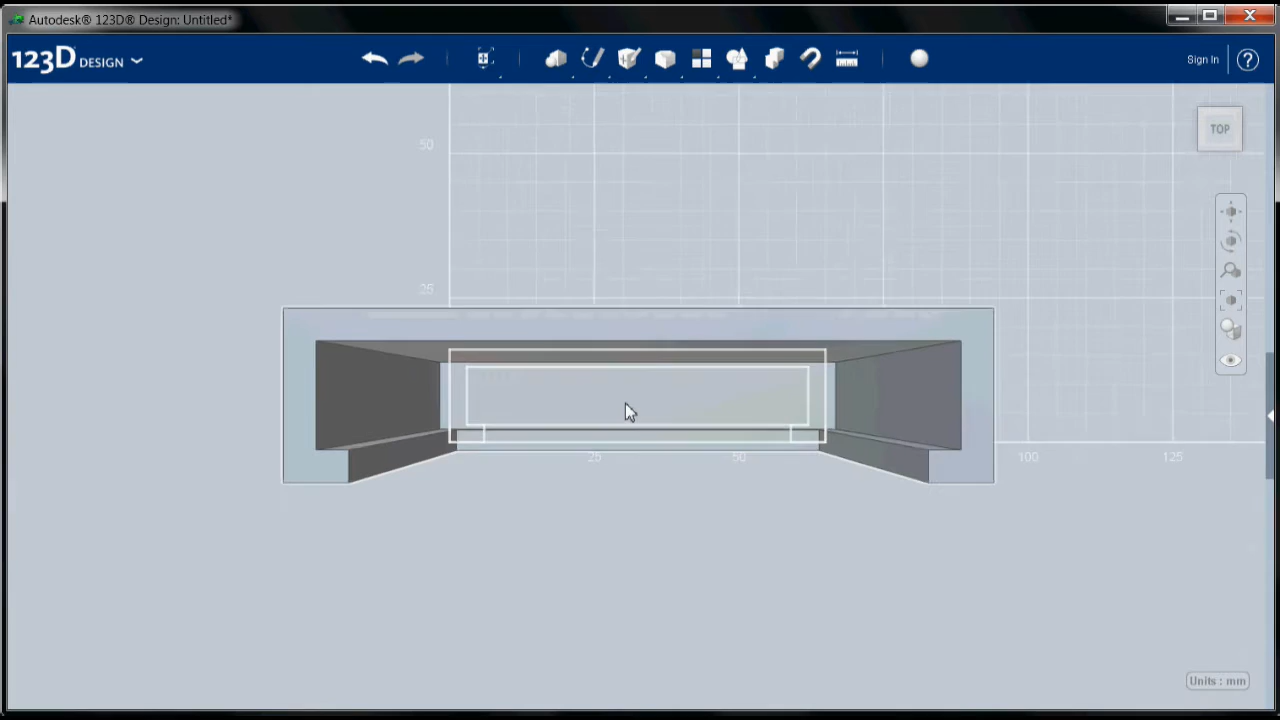 Autodesk® 123D® Design: Untitled*
123D DESIGN
Sign In
?
TOP
50
25
25
50
100
125
Units : mm